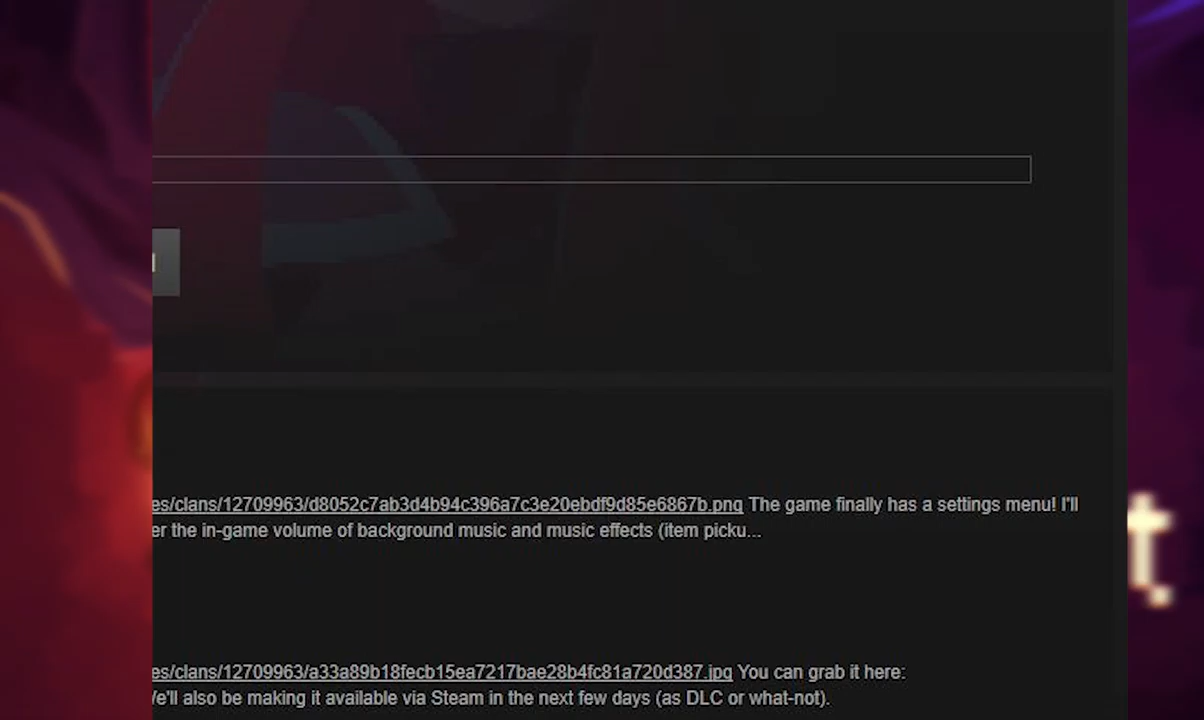 es/clans/12709963/d8052c7ab3d4b94c396a7c3e20ebdf9d85e6867b.png The game finally has a settings menu! I'll
er the in-game volume of background music and music effects (item picku...
es/clans/12709963/a33a89b18fecb15ea7217bae28b4fc81a720d387.jpg You can grab it here:
e'll also be making it available via Steam in the next few days (as DLC or what-not).
t